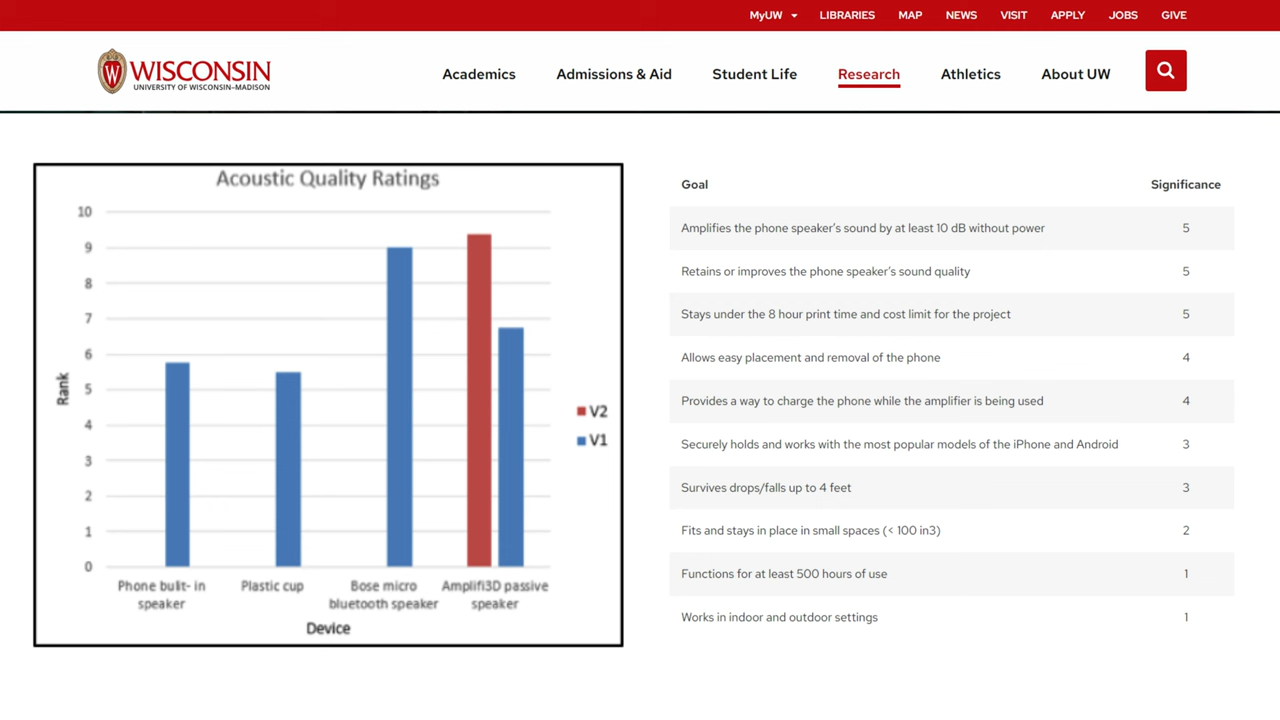 MyUW LIBRARIES MAP NEWS VISIT APPLY JOBS GIVE
W WISCONSIN
UNIVERSITY OF WISCONSIN–MADISON
Academics Admissions & Aid Student Life Research Athletics About UW
Acoustic Quality Ratings
10
9
8
7
6
5
4
3
2
1
0
Rank
V2
V1
Phone built- in speaker
Plastic cup
Bose micro bluetooth speaker
Amplifi3D passive speaker
Device
Goal Significance
Amplifies the phone speaker’s sound by at least 10 dB without power 5
Retains or improves the phone speaker’s sound quality 5
Stays under the 8 hour print time and cost limit for the project 5
Allows easy placement and removal of the phone 4
Provides a way to charge the phone while the amplifier is being used 4
Securely holds and works with the most popular models of the iPhone and Android 3
Survives drops/falls up to 4 feet 3
Fits and stays in place in small spaces (< 100 in3) 2
Functions for at least 500 hours of use 1
Works in indoor and outdoor settings 1